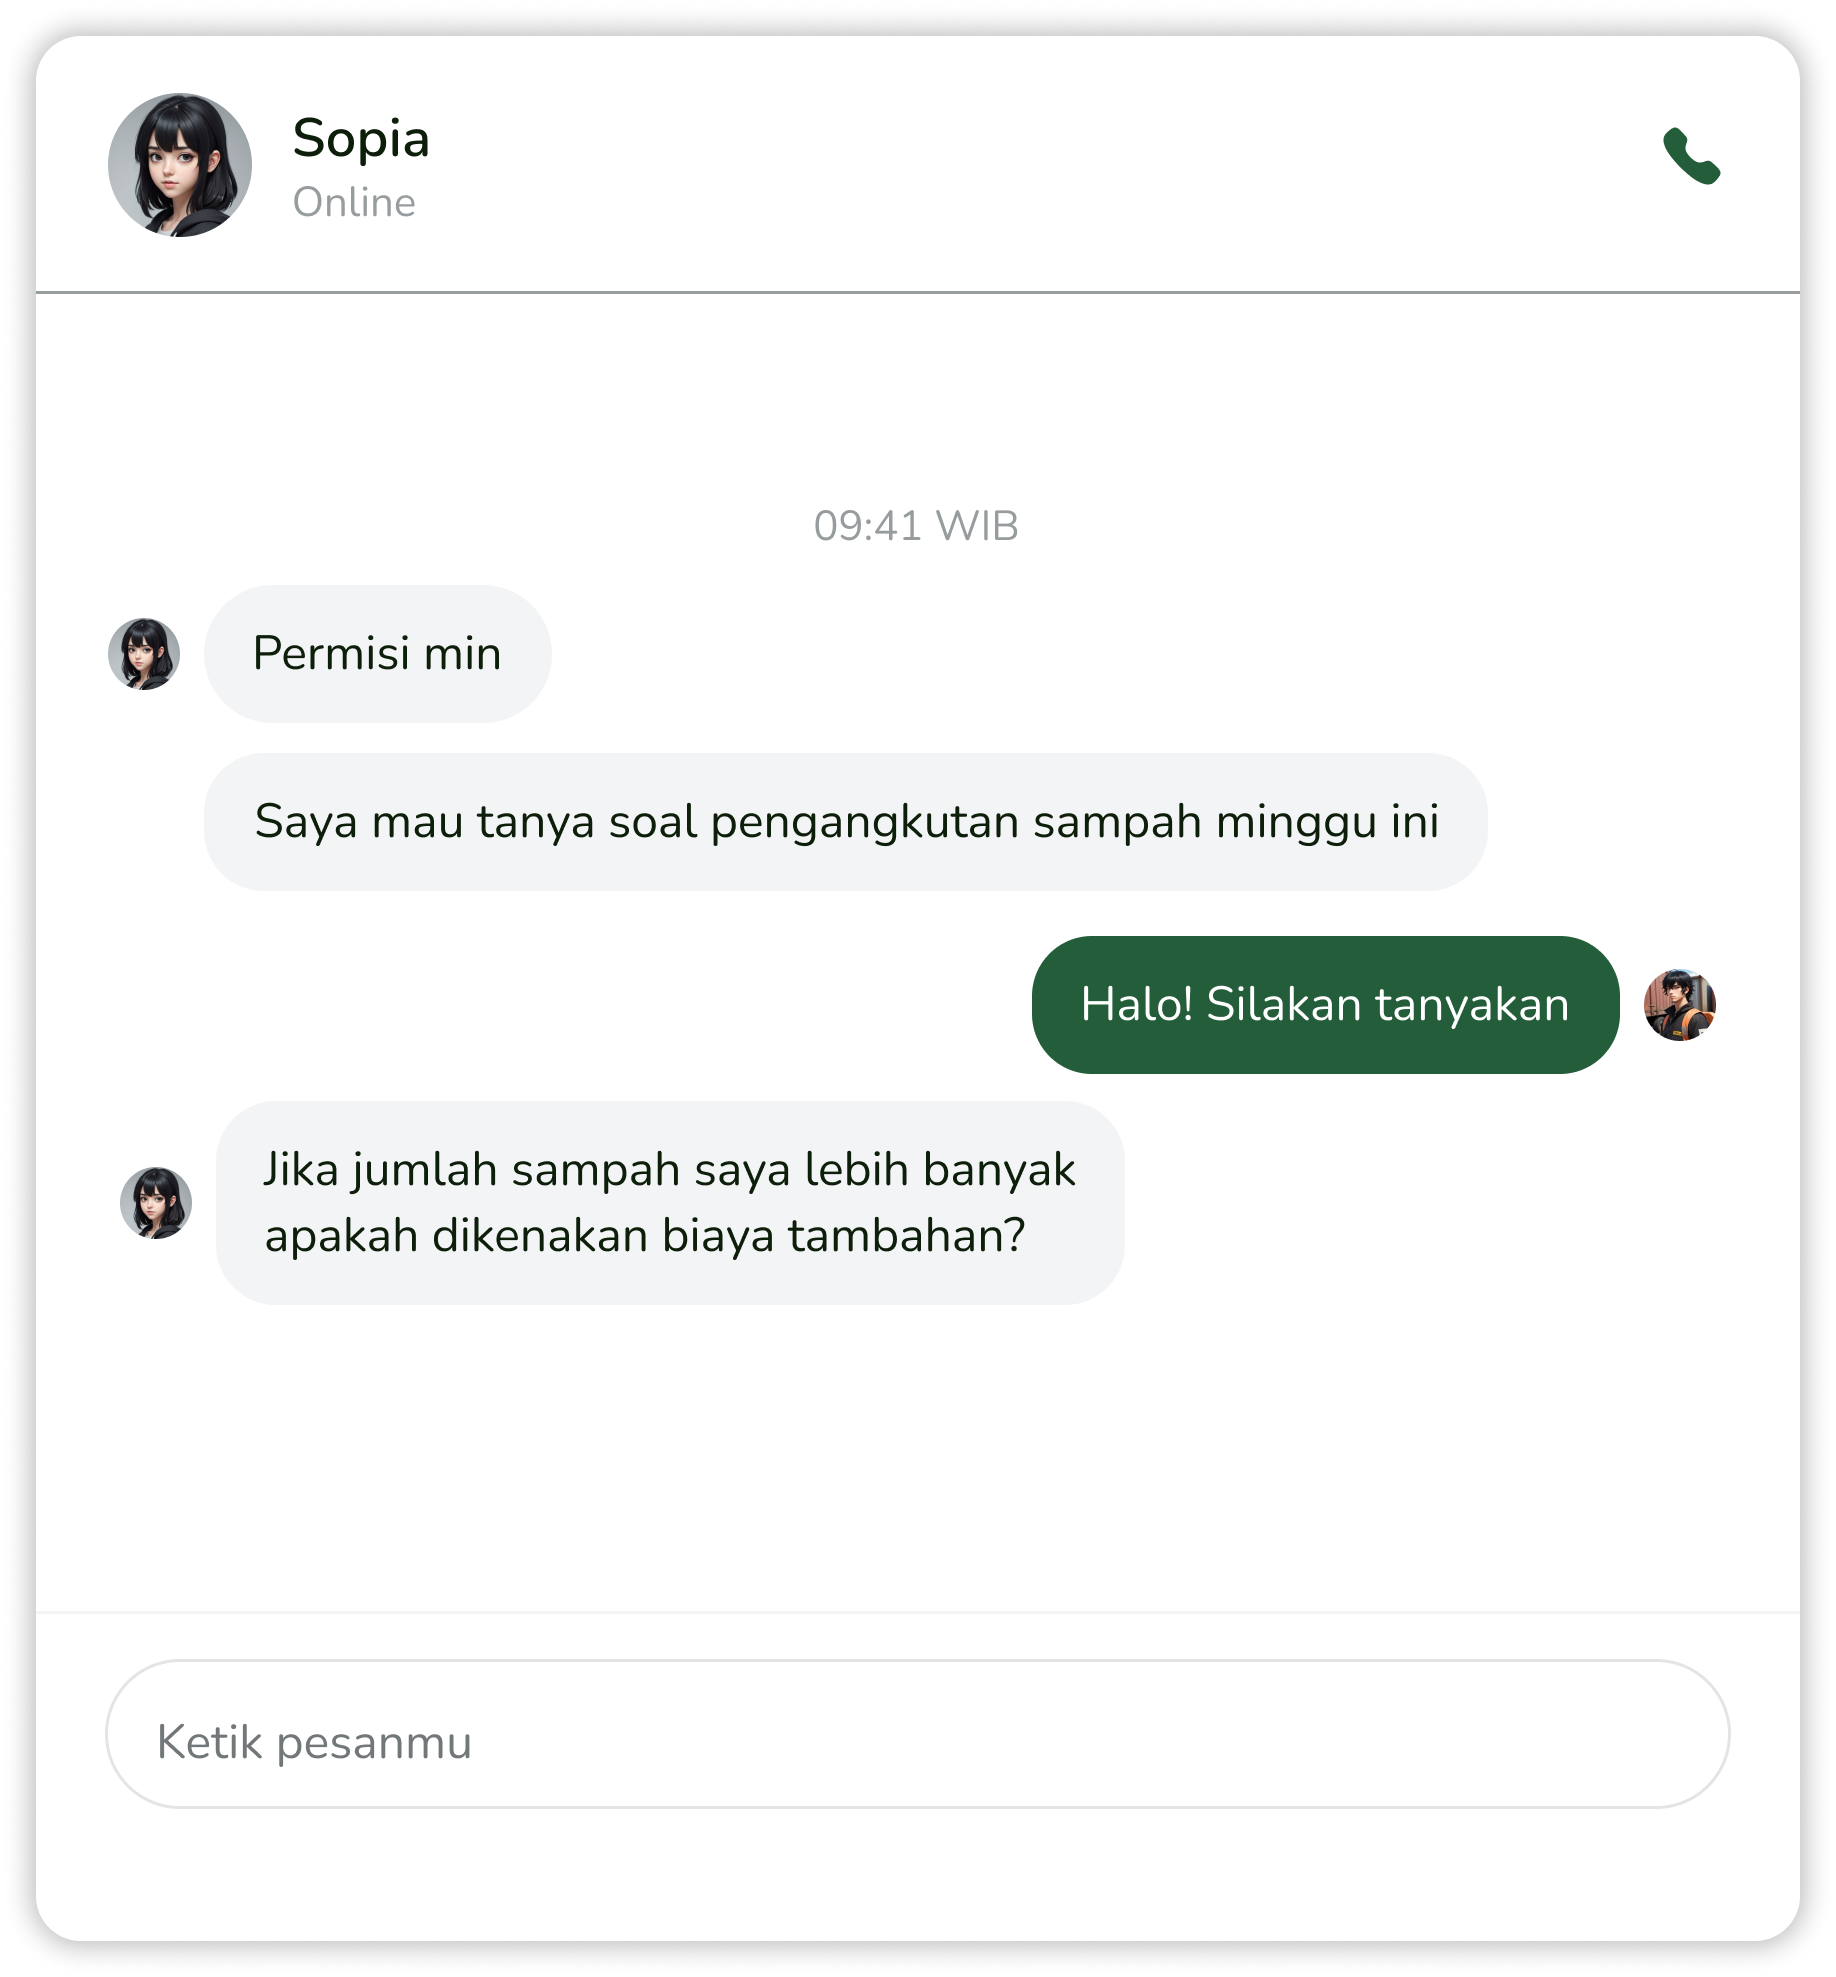 Sopia
Online
09:41 WIB
Permisi min
Saya mau tanya soal pengangkutan sampah minggu ini
Halo! Silakan tanyakan
Jika jumlah sampah saya lebih banyak
apakah dikenakan biaya tambahan?
Ketik pesanmu